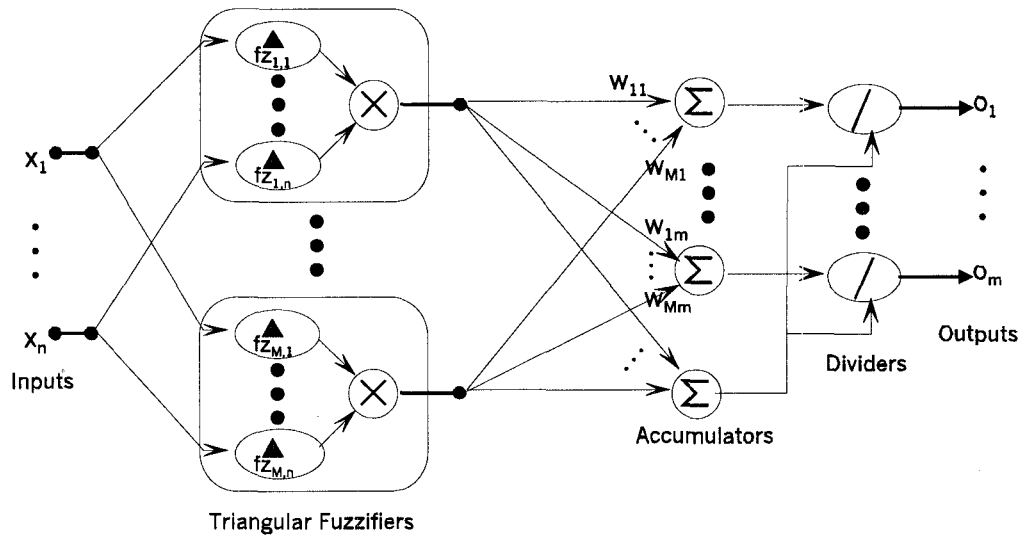 fz1,1
fz1,n
x1
xn
Inputs
fzM,1
fzM,n
Triangular Fuzzifiers
w11
wM1
w1m
wMm
Σ
Σ
Σ
Accumulators
/
/
Dividers
o1
om
Outputs